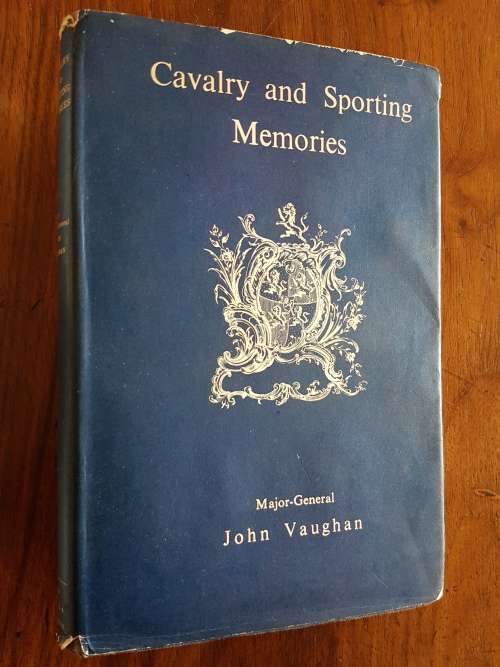 Cavalry and Sporting
Memories
Major-General
John Vaughan